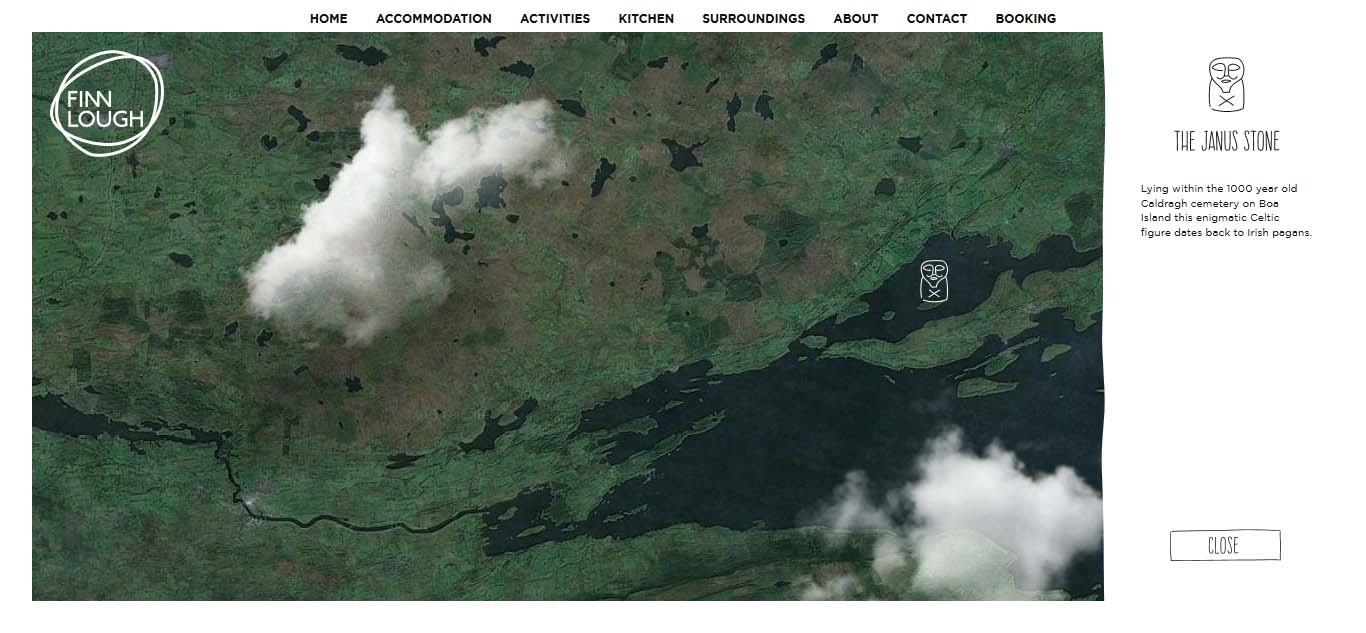 HOME ACCOMMODATION ACTIVITIES KITCHEN SURROUNDINGS ABOUT CONTACT BOOKING
FINN
LOUGH
THE JANUS STONE
Lying within the 1000 year old
Caldragh cemetery on Boa
Island this enigmatic Celtic
figure dates back to Irish pagans.
CLOSE